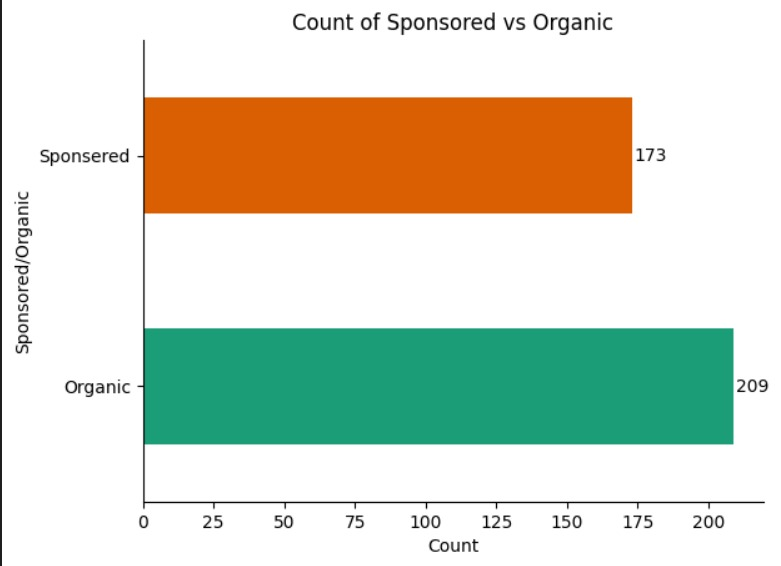 Count of Sponsored vs Organic
Sponsered
173
Sponsored/Organic
Organic
209
0 25 50 75 100 125 150 175 200
Count